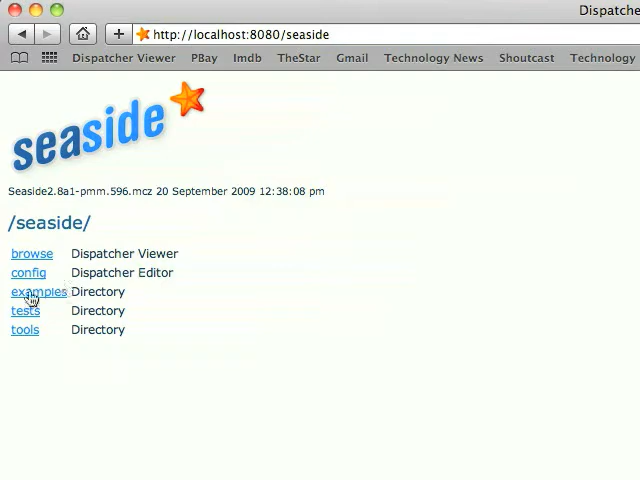 Dispatche
http://localhost:8080/seaside
Dispatcher Viewer PBay Imdb TheStar Gmail Technology News Shoutcast Technology
seaside
Seaside2.8a1-pmm.596.mcz 20 September 2009 12:38:08 pm
/seaside/
browse Dispatcher Viewer
config Dispatcher Editor
examples Directory
tests Directory
tools Directory